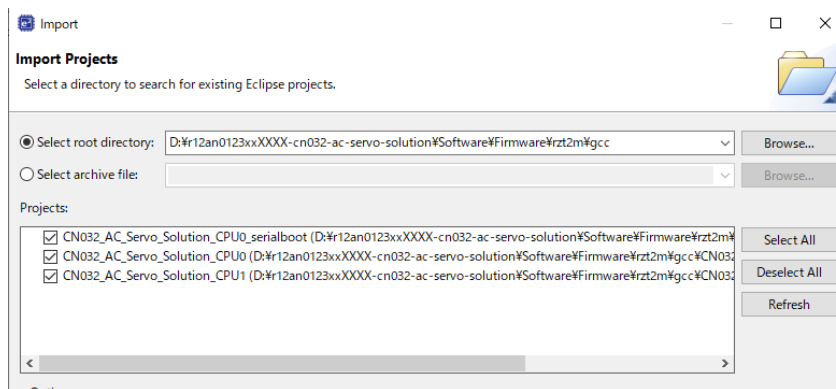 Import
Import Projects
Select a directory to search for existing Eclipse projects.
Select root directory: D:¥r12an0123xxXXXX-cn032-ac-servo-solution¥Software¥Firmware¥rzt2m¥gcc Browse...
Select archive file: Browse...
Projects:
CN032_AC_Servo_Solution_CPU0_serialboot (D:¥r12an0123xxXXXX-cn032-ac-servo-solution¥Software¥Firmware¥rzt2m¥
CN032_AC_Servo_Solution_CPU0 (D:¥r12an0123xxXXXX-cn032-ac-servo-solution¥Software¥Firmware¥rzt2m¥gcc¥CN032
CN032_AC_Servo_Solution_CPU1 (D:¥r12an0123xxXXXX-cn032-ac-servo-solution¥Software¥Firmware¥rzt2m¥gcc¥CN032
Select All
Deselect All
Refresh